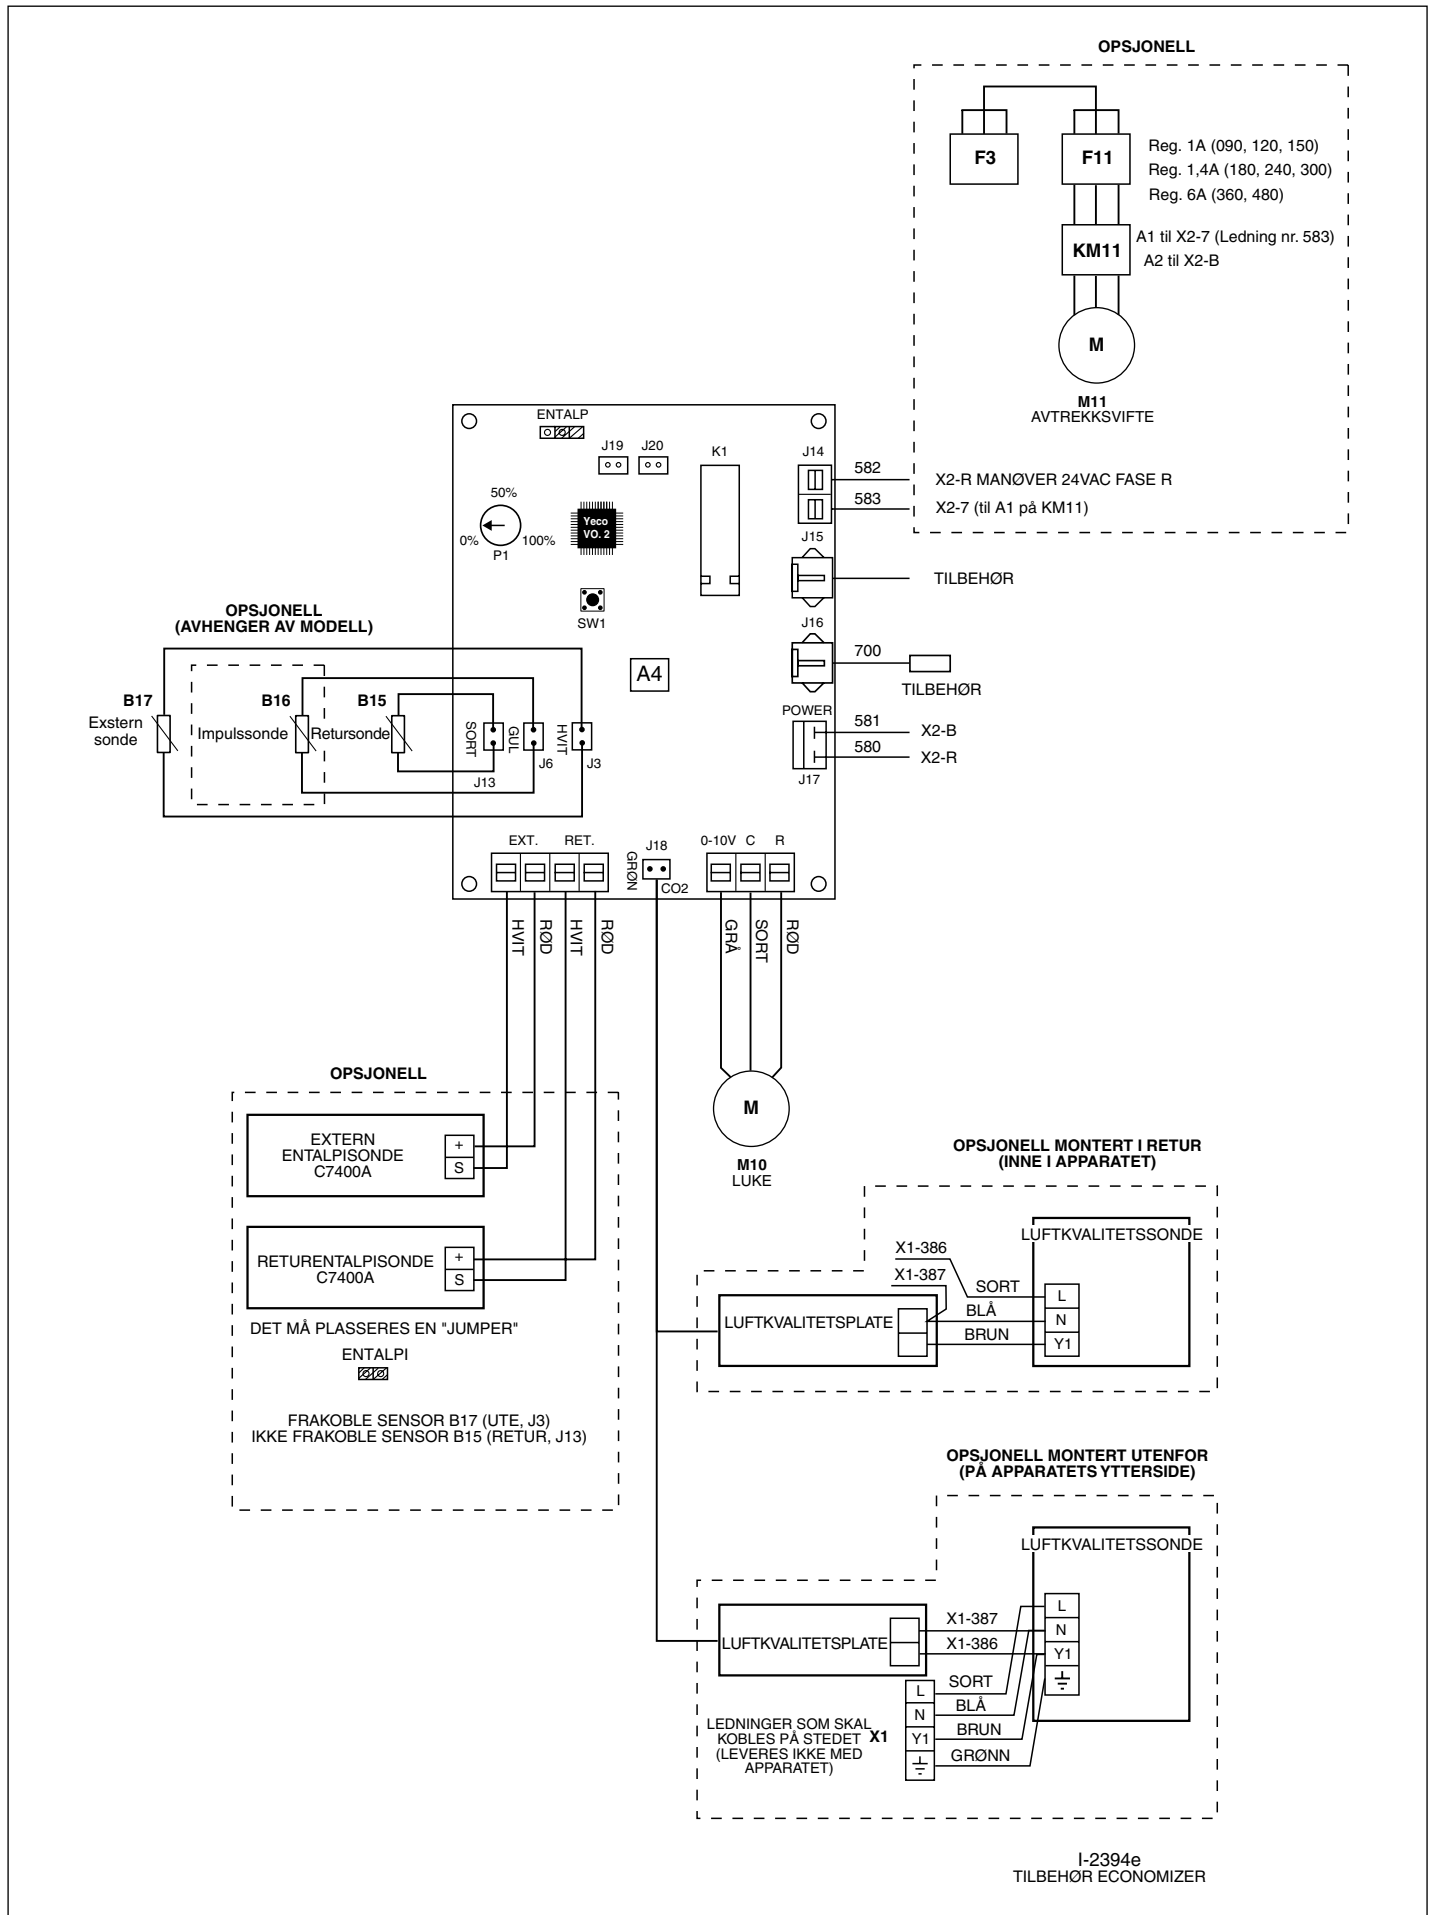 OPSJONELL
F3
F11
Reg. 1A (090, 120, 150)
Reg. 1,4A (180, 240, 300)
Reg. 6A (360, 480)
KM11
A1 til X2-7 (Ledning nr. 583)
A2 til X2-B
M
M11
AVTREKKSVIFTE
ENTALP
J19
J20
K1
J14
582
X2-R MANØVER 24VAC FASE R
583
X2-7 (til A1 på KM11)
50%
0%
100%
P1
Yeco
VO. 2
SW1
J15
TILBEHØR
J16
700
TILBEHØR
A4
POWER
581
X2-B
580
X2-R
J17
OPSJONELL
(AVHENGER AV MODELL)
B17
Exstern
sonde
B16
Impulssonde
B15
Retursonde
SORT
GUL
HVIT
J13
J6
J3
EXT.
RET.
J18
GRØN
CO2
0-10V
C
R
HVIT
RØD
HVIT
RØD
GRÅ
SORT
RØD
M
M10
LUKE
OPSJONELL
EXTERN
ENTALPISONDE
C7400A
+
S
RETURENTALPISONDE
C7400A
+
S
DET MÅ PLASSERES EN "JUMPER"
ENTALPI
FRAKOBLE SENSOR B17 (UTE, J3)
IKKE FRAKOBLE SENSOR B15 (RETUR, J13)
OPSJONELL MONTERT I RETUR
(INNE I APPARATET)
LUFTKVALITETSSONDE
X1-386
X1-387
SORT
BLÅ
BRUN
L
N
Y1
LUFTKVALITETSPLATE
OPSJONELL MONTERT UTENFOR
(PÅ APPARATETS YTTERSIDE)
LUFTKVALITETSSONDE
L
N
Y1
LUFTKVALITETSPLATE
X1-387
X1-386
L
N
Y1
SORT
BLÅ
BRUN
GRØNN
LEDNINGER SOM SKAL
KOBLES PÅ STEDET
(LEVERES IKKE MED
APPARATET)
X1
I-2394e
TILBEHØR ECONOMIZER